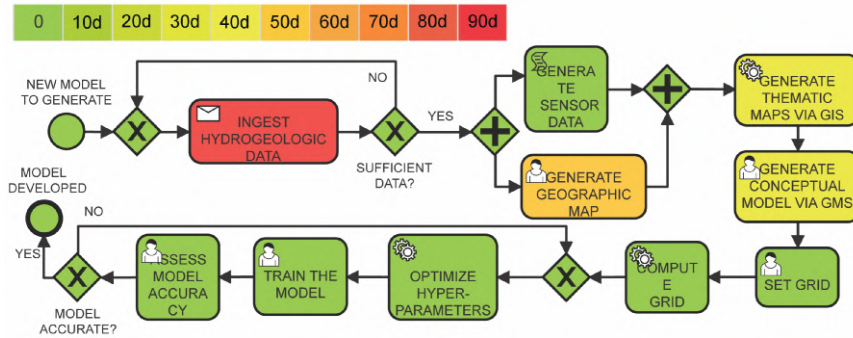 0 10d 20d 30d 40d 50d 60d 70d 80d 90d
NEW MODEL
TO GENERATE
NO
INGEST
HYDROGEOLOGIC
DATA
X
X
YES
SUFFICIENT
DATA?
GENERA
TE
SENSOR
DATA
GENERATE
GEOGRAPHIC
MAP
GENERATE
THEMATIC
MAPS VIA GIS
GENERATE
CONCEPTUAL
MODEL VIA GMS
SET GRID
COMPUT
E
GRID
X
OPTIMIZE
HYPER-
PARAMETERS
TRAIN THE
MODEL
ASSESS
MODEL
ACCURA
CY
X
NO
MODEL
ACCURATE?
YES
MODEL
DEVELOPED